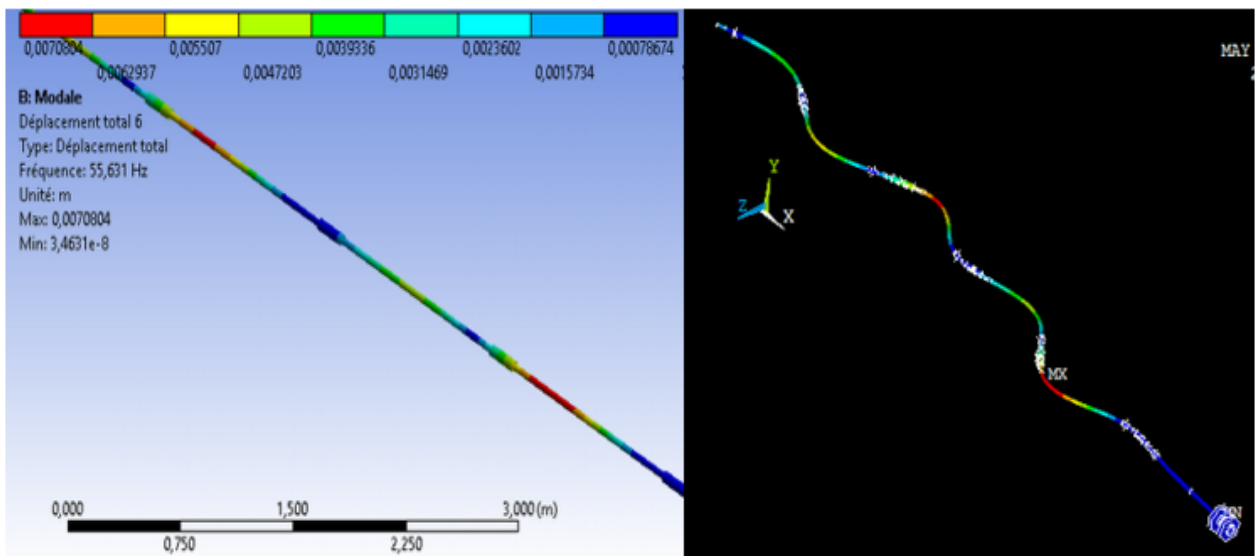 0,0070804 0,005507 0,0039336 0,0023602 0,00078674
0,0062937 0,0047203 0,0031469 0,0015734
B: Modale
Déplacement total 6
Type: Déplacement total
Fréquence: 55,631 Hz
Unité: m
Max: 0,0070804
Min: 3,4631e-8
0,000 1,500 3,000 (m)
0,750 2,250
MAY
Y
Z
X
MX